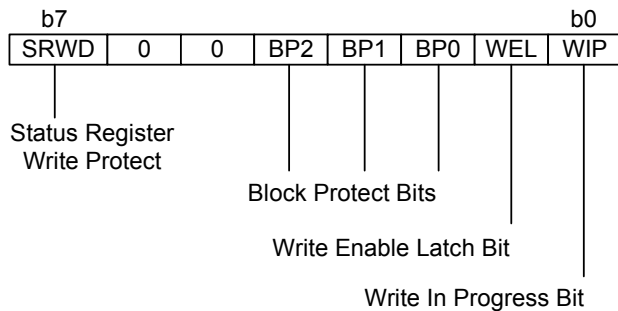 b7 b0
SRWD 0 0 BP2 BP1 BP0 WEL WIP
Status Register
Write Protect
Block Protect Bits
Write Enable Latch Bit
Write In Progress Bit